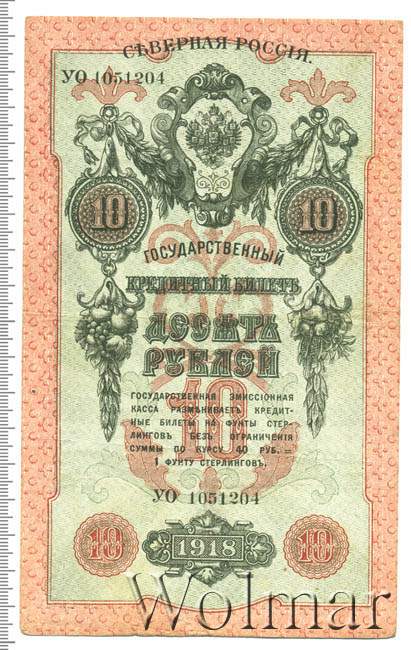 СѢВЕРНАЯ РОССІЯ.
УО 1051204
10 10
ГОСУДАРСТВЕННЫЙ
КРЕДИТНЫЙ БИЛЕТЪ
ДЕСЯТЬ
РУБЛЕЙ
10
ГОСУДАРСТВЕННАЯ ЭМИССІОННАЯ
КАССА РАЗМѢНИВАЕТЪ КРЕДИТ-
НЫЕ БИЛЕТЫ НА ФУНТЫ СТЕР-
ЛИНГОВЪ БЕЗЪ ОГРАНИЧЕНІЯ
СУММЫ ПО КУРСУ 40 РУБ. =
1 ФУНТУ СТЕРЛИНГОВЪ.
УО 1051204
10 1918 10
Wolmar